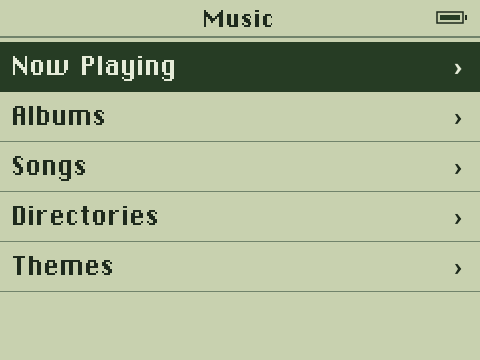 Music
Now Playing ›
Albums ›
Songs ›
Directories ›
Themes ›